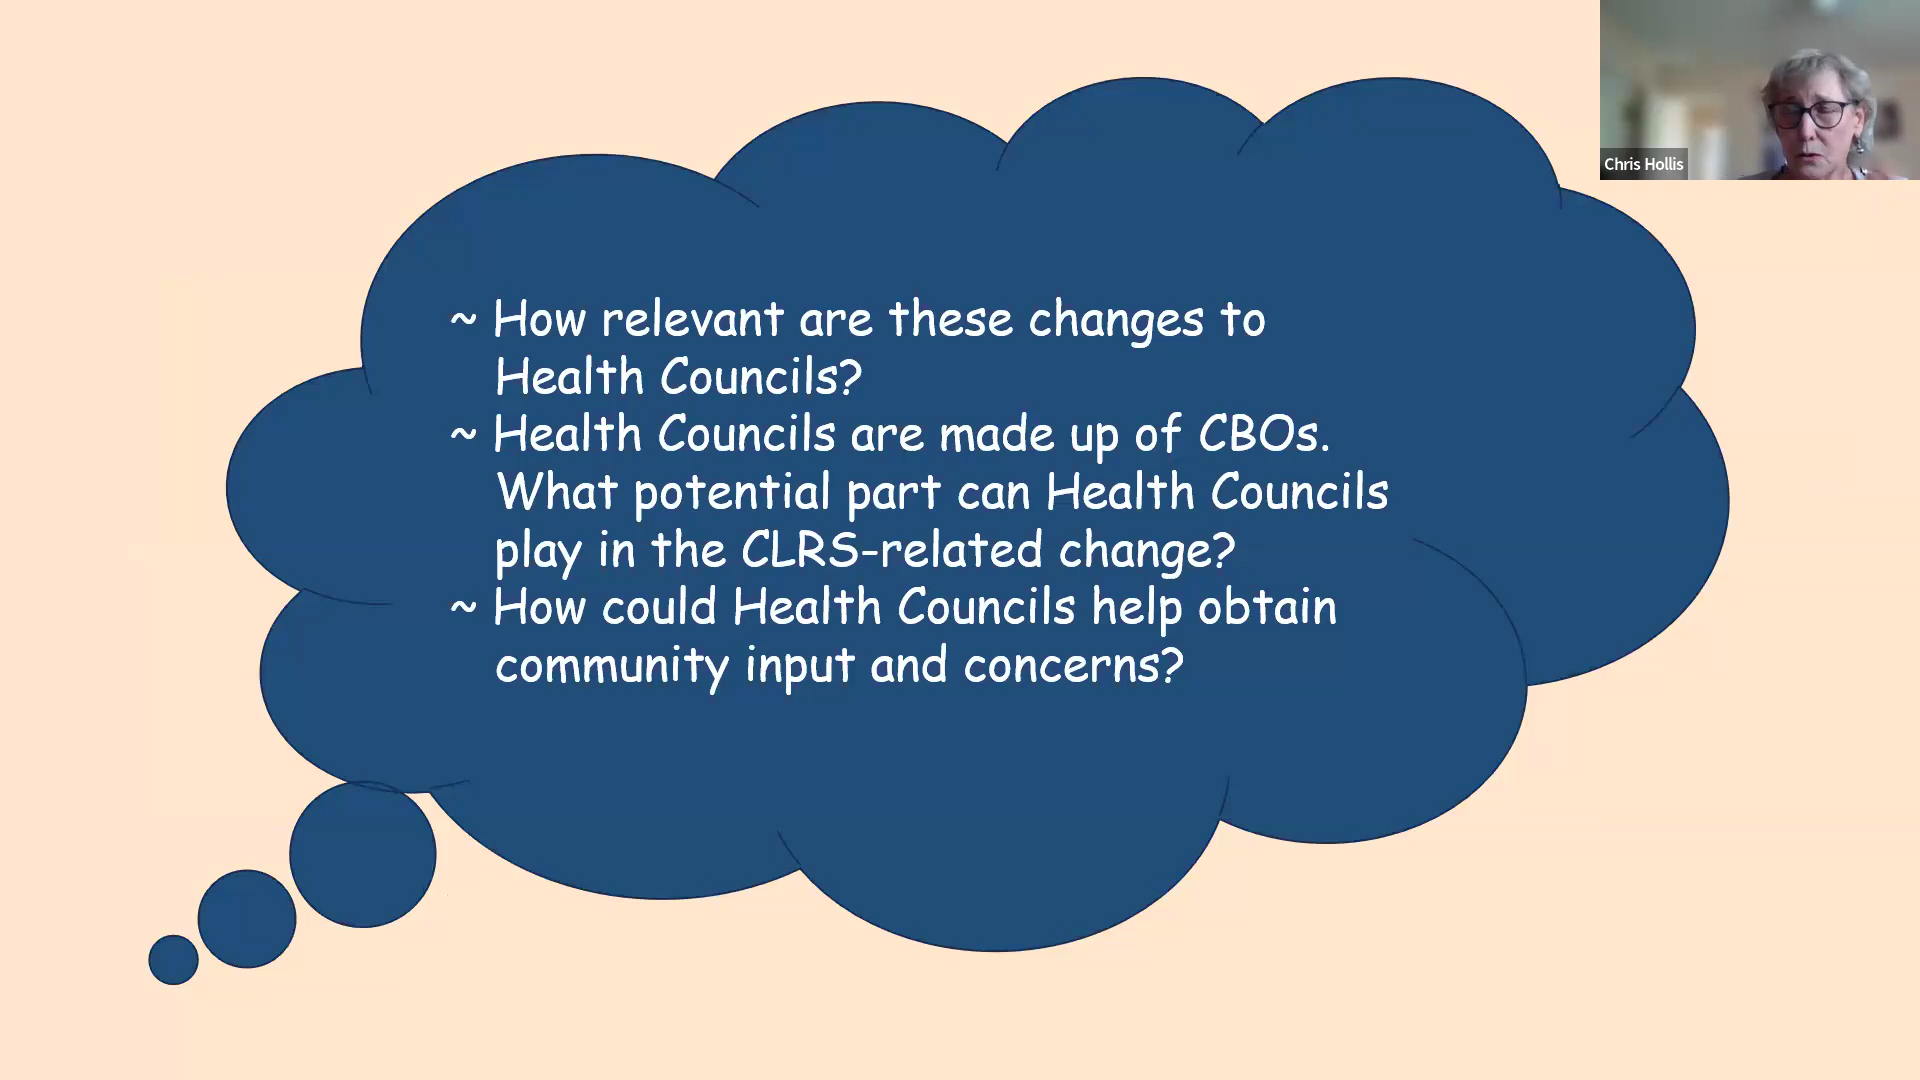 Chris Hollis
~ How relevant are these changes to
Health Councils?
~ Health Councils are made up of CBOs.
What potential part can Health Councils
play in the CLRS-related change?
~ How could Health Councils help obtain
community input and concerns?